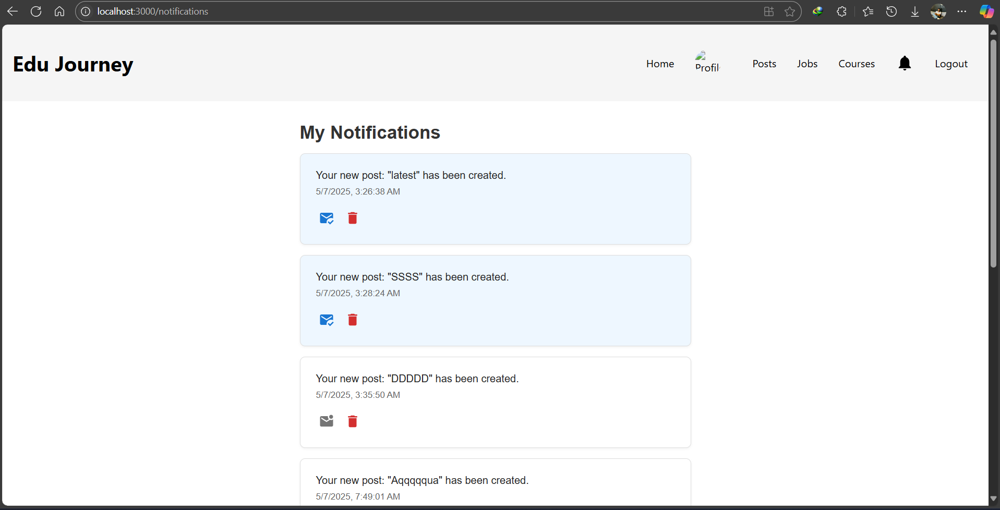 localhost:3000/notifications
Edu Journey
Home
Profil
Posts
Jobs
Courses
Logout
My Notifications
Your new post: "latest" has been created.
5/7/2025, 3:26:38 AM
Your new post: "SSSS" has been created.
5/7/2025, 3:28:24 AM
Your new post: "DDDDD" has been created.
5/7/2025, 3:35:50 AM
Your new post: "Aqqqqqua" has been created.
5/7/2025, 7:49:01 AM